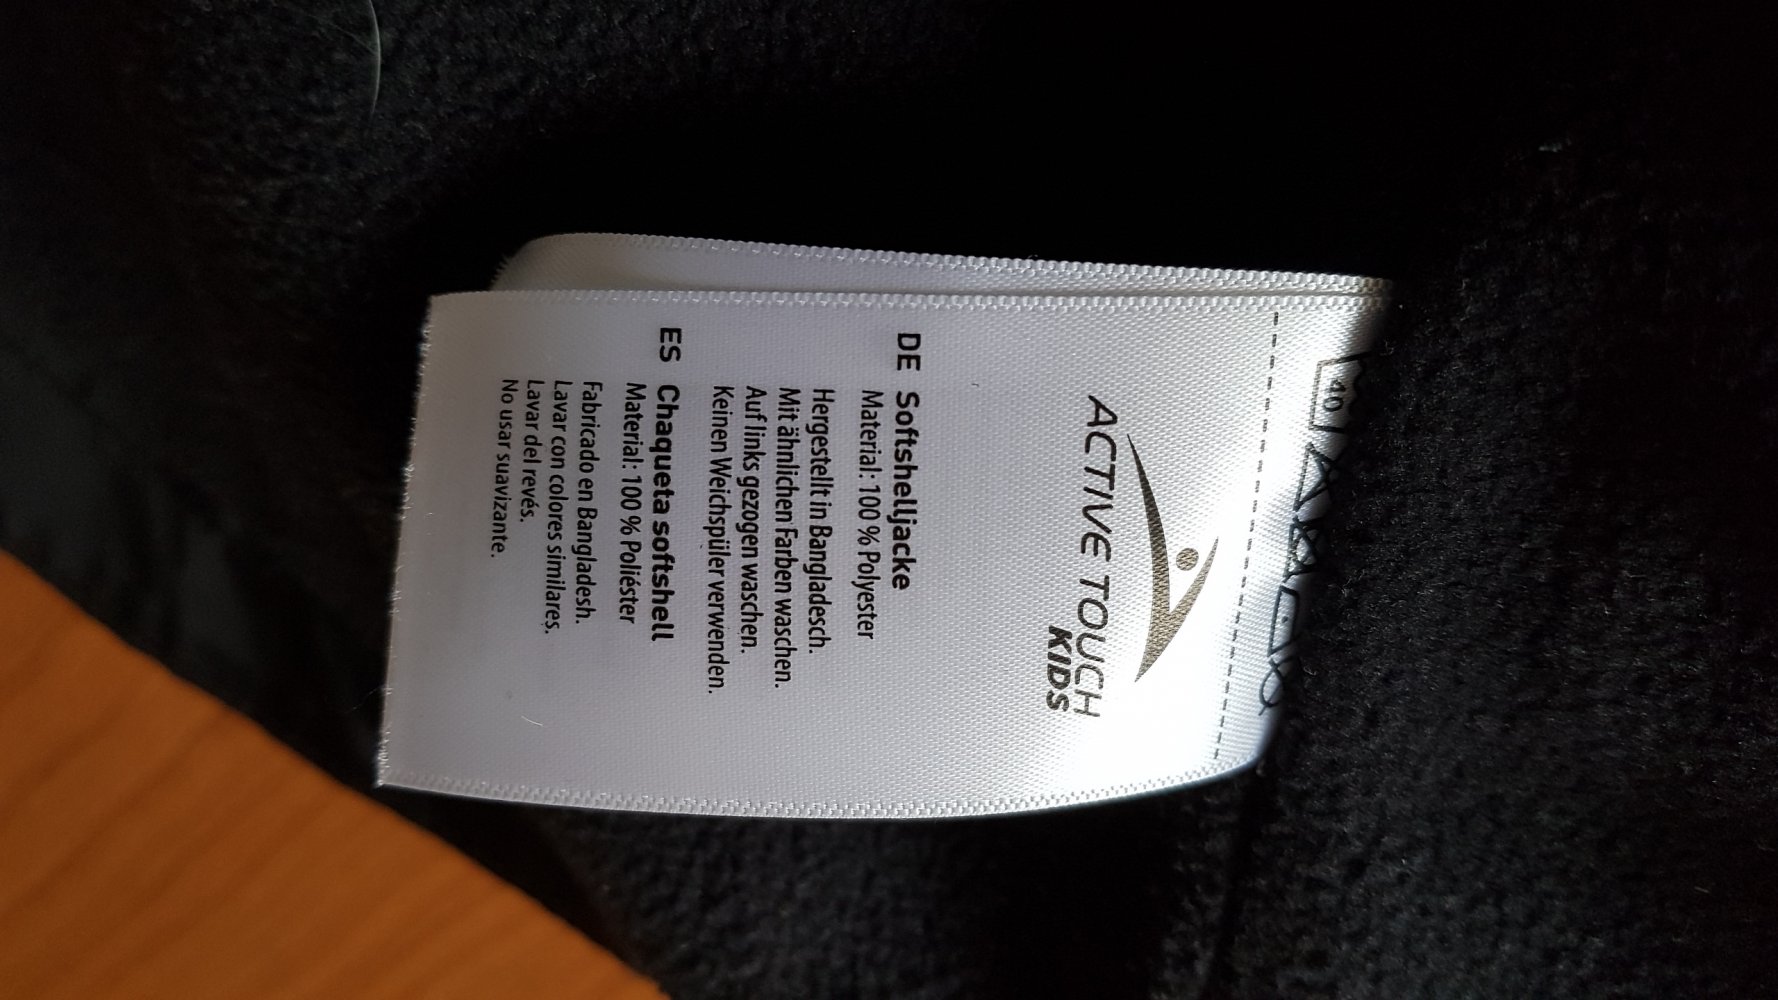 40
ACTIVE TOUCH
KIDS
DE Softshelljacke
Material: 100 % Polyester
Hergestellt in Bangladesch.
Mit ähnlichen Farben waschen.
Auf links gezogen waschen.
Keinen Weichspüler verwenden.
ES Chaqueta softshell
Material: 100 % Poliéster
Fabricado en Bangladesh.
Lavar con colores similares.
Lavar del revés.
No usar suavizante.